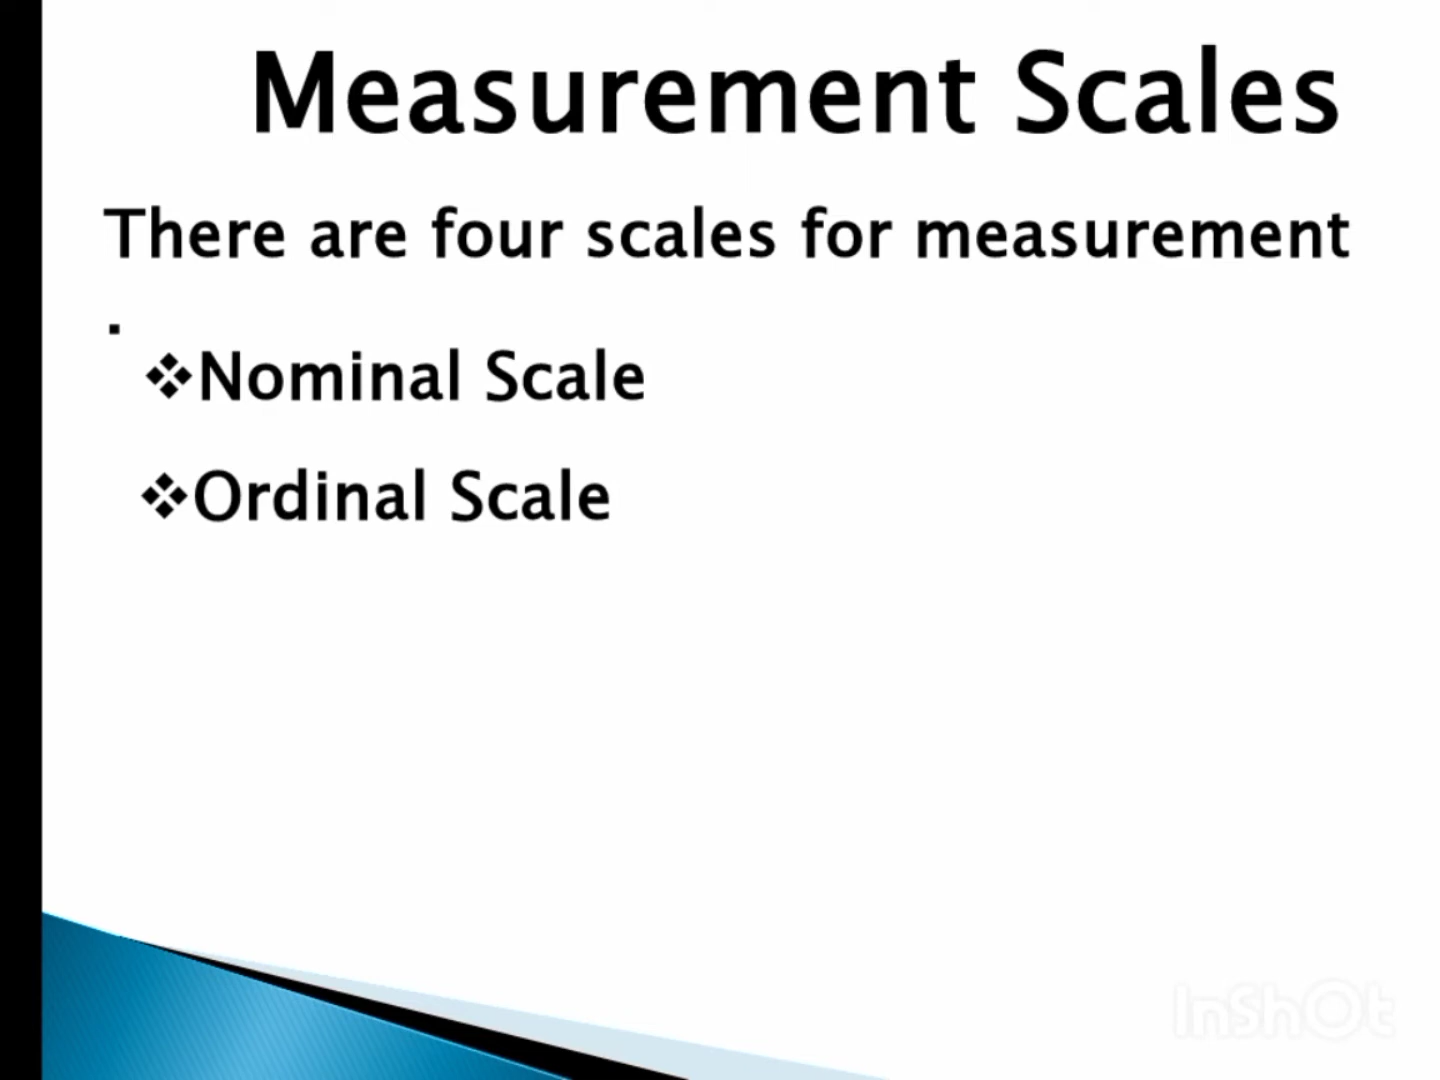 Measurement Scales
There are four scales for measurement
.
❖Nominal Scale
❖Ordinal Scale
InShOt